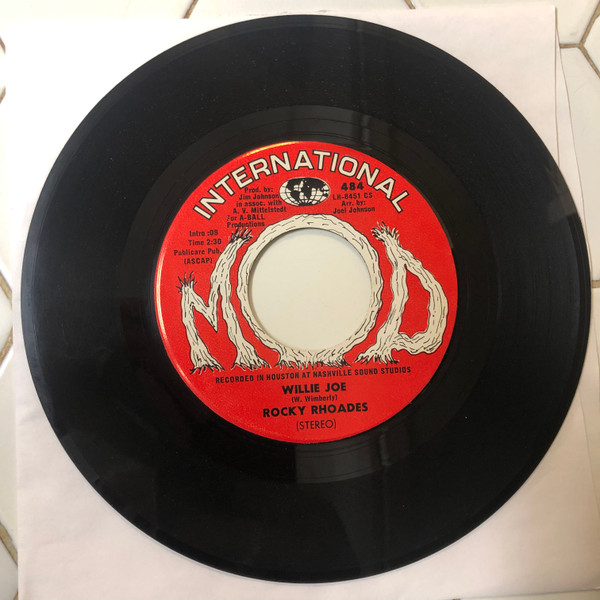 INTERNATIONAL
Prod. by:
Jim Johnson
in assoc. with
A. V. Mittelstedt
For A-BALL
Productions
Intro :09
Time 2:30
Publicare Pub.
(ASCAP)
484
LH-6451 CS
Arr. by:
Joel Johnson
MOD
RECORDED IN HOUSTON AT NASHVILLE SOUND STUDIOS
WILLIE JOE
(W. Wimberly)
ROCKY RHOADES
(STEREO)